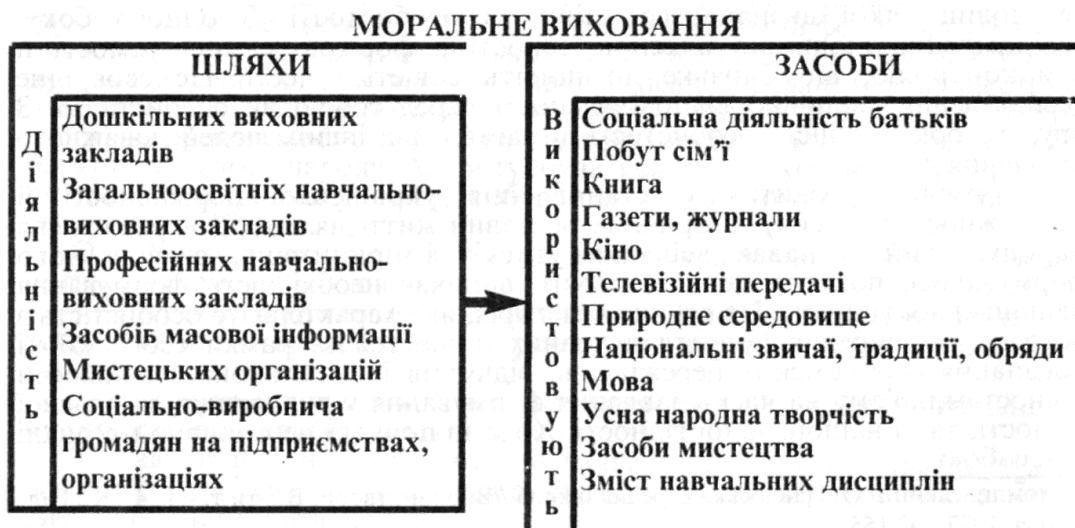 МОРАЛЬНЕ ВИХОВАННЯ
ШЛЯХИ
Діяльність
Дошкільних виховних
закладів
Загальноосвітніх навчально-
виховних закладів
Професійних навчально-
виховних закладів
Засобів масової інформації
Мистецьких організацій
Соціально-виробнича
громадян на підприємствах,
організаціях
ЗАСОБИ
Використовують
Соціальна діяльність батьків
Побут сім’ї
Книга
Газети, журнали
Кіно
Телевізійні передачі
Природне середовище
Національні звичаї, традиції, обряди
Мова
Усна народна творчість
Засоби мистецтва
Зміст навчальних дисциплін